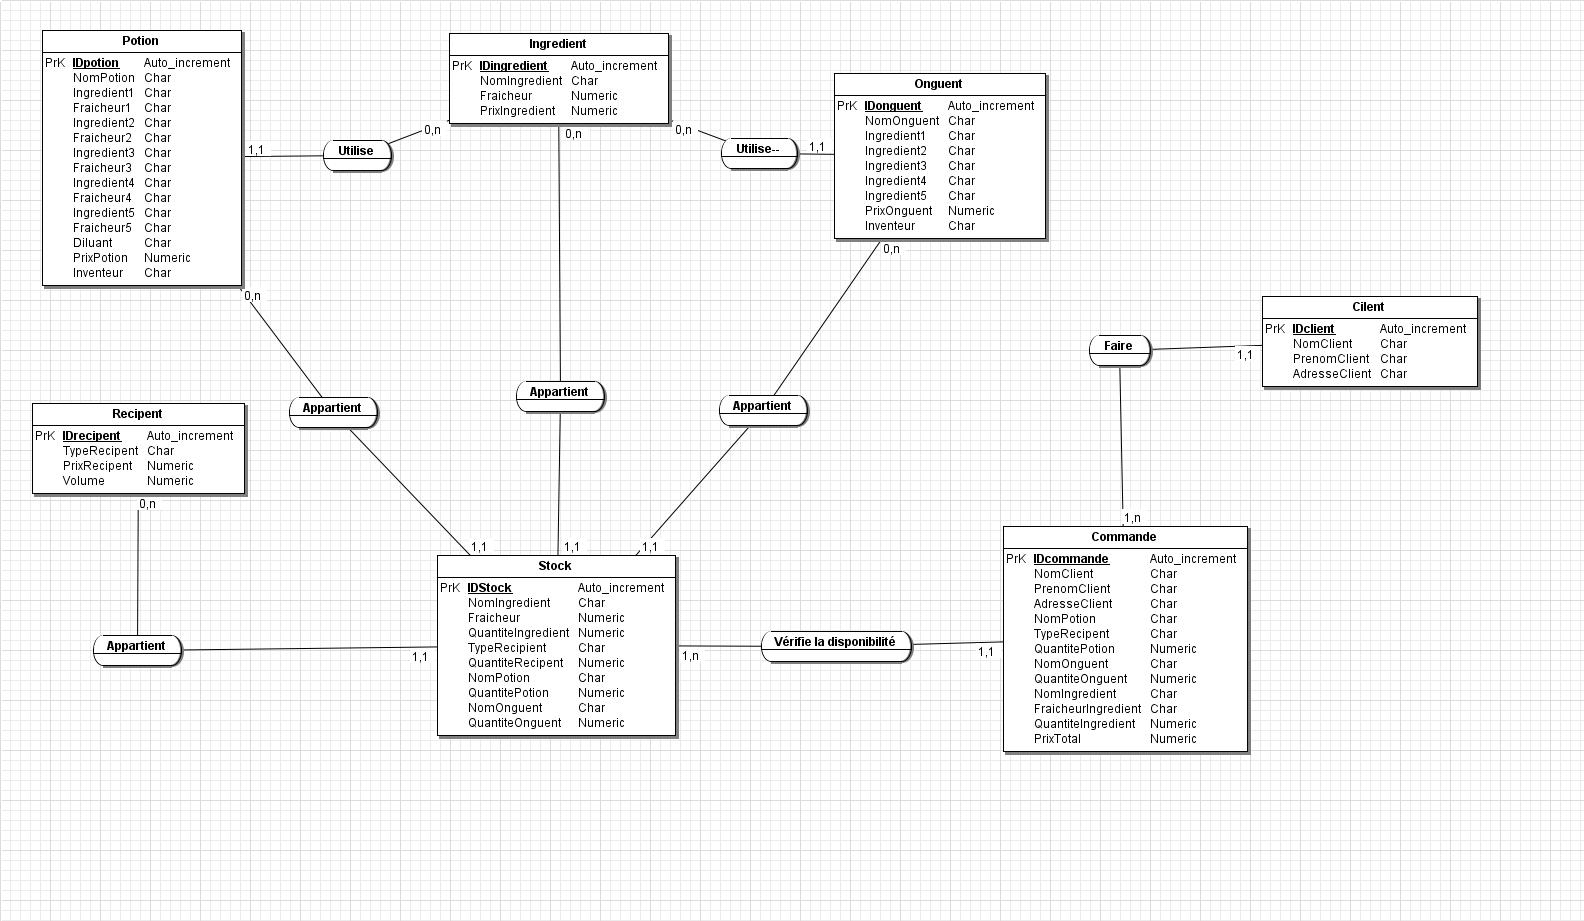 Potion
PrK IDpotion Auto_increment
NomPotion Char
Ingredient1 Char
Fraicheur1 Char
Ingredient2 Char
Fraicheur2 Char
Ingredient3 Char
Fraicheur3 Char
Ingredient4 Char
Fraicheur4 Char
Ingredient5 Char
Fraicheur5 Char
Diluant Char
PrixPotion Numeric
Inventeur Char
1,1
Utilise
0,n
Ingredient
PrK IDingredient Auto_increment
NomIngredient Char
Fraicheur Numeric
PrixIngredient Numeric
0,n
0,n
Utilise--
1,1
Onguent
PrK IDonguent Auto_increment
NomOnguent Char
Ingredient1 Char
Ingredient2 Char
Ingredient3 Char
Ingredient4 Char
Ingredient5 Char
PrixOnguent Numeric
Inventeur Char
0,n
0,n
Appartient
Appartient
Appartient
Faire
1,1
Cilent
PrK IDclient Auto_increment
NomClient Char
PrenomClient Char
AdresseClient Char
Recipent
PrK IDrecipent Auto_increment
TypeRecipent Char
PrixRecipent Numeric
Volume Numeric
0,n
1,1
1,1
1,1
1,n
Appartient
1,1
Stock
PrK IDStock Auto_increment
NomIngredient Char
Fraicheur Numeric
QuantiteIngredient Numeric
TypeRecipient Char
QuantiteRecipent Numeric
NomPotion Char
QuantitePotion Numeric
NomOnguent Char
QuantiteOnguent Numeric
1,n
Vérifie la disponibilité
1,1
Commande
PrK IDcommande Auto_increment
NomClient Char
PrenomClient Char
AdresseClient Char
NomPotion Char
TypeRecipent Char
QuantitePotion Numeric
NomOnguent Char
QuantiteOnguent Numeric
NomIngredient Char
FraicheurIngredient Char
QuantiteIngredient Numeric
PrixTotal Numeric